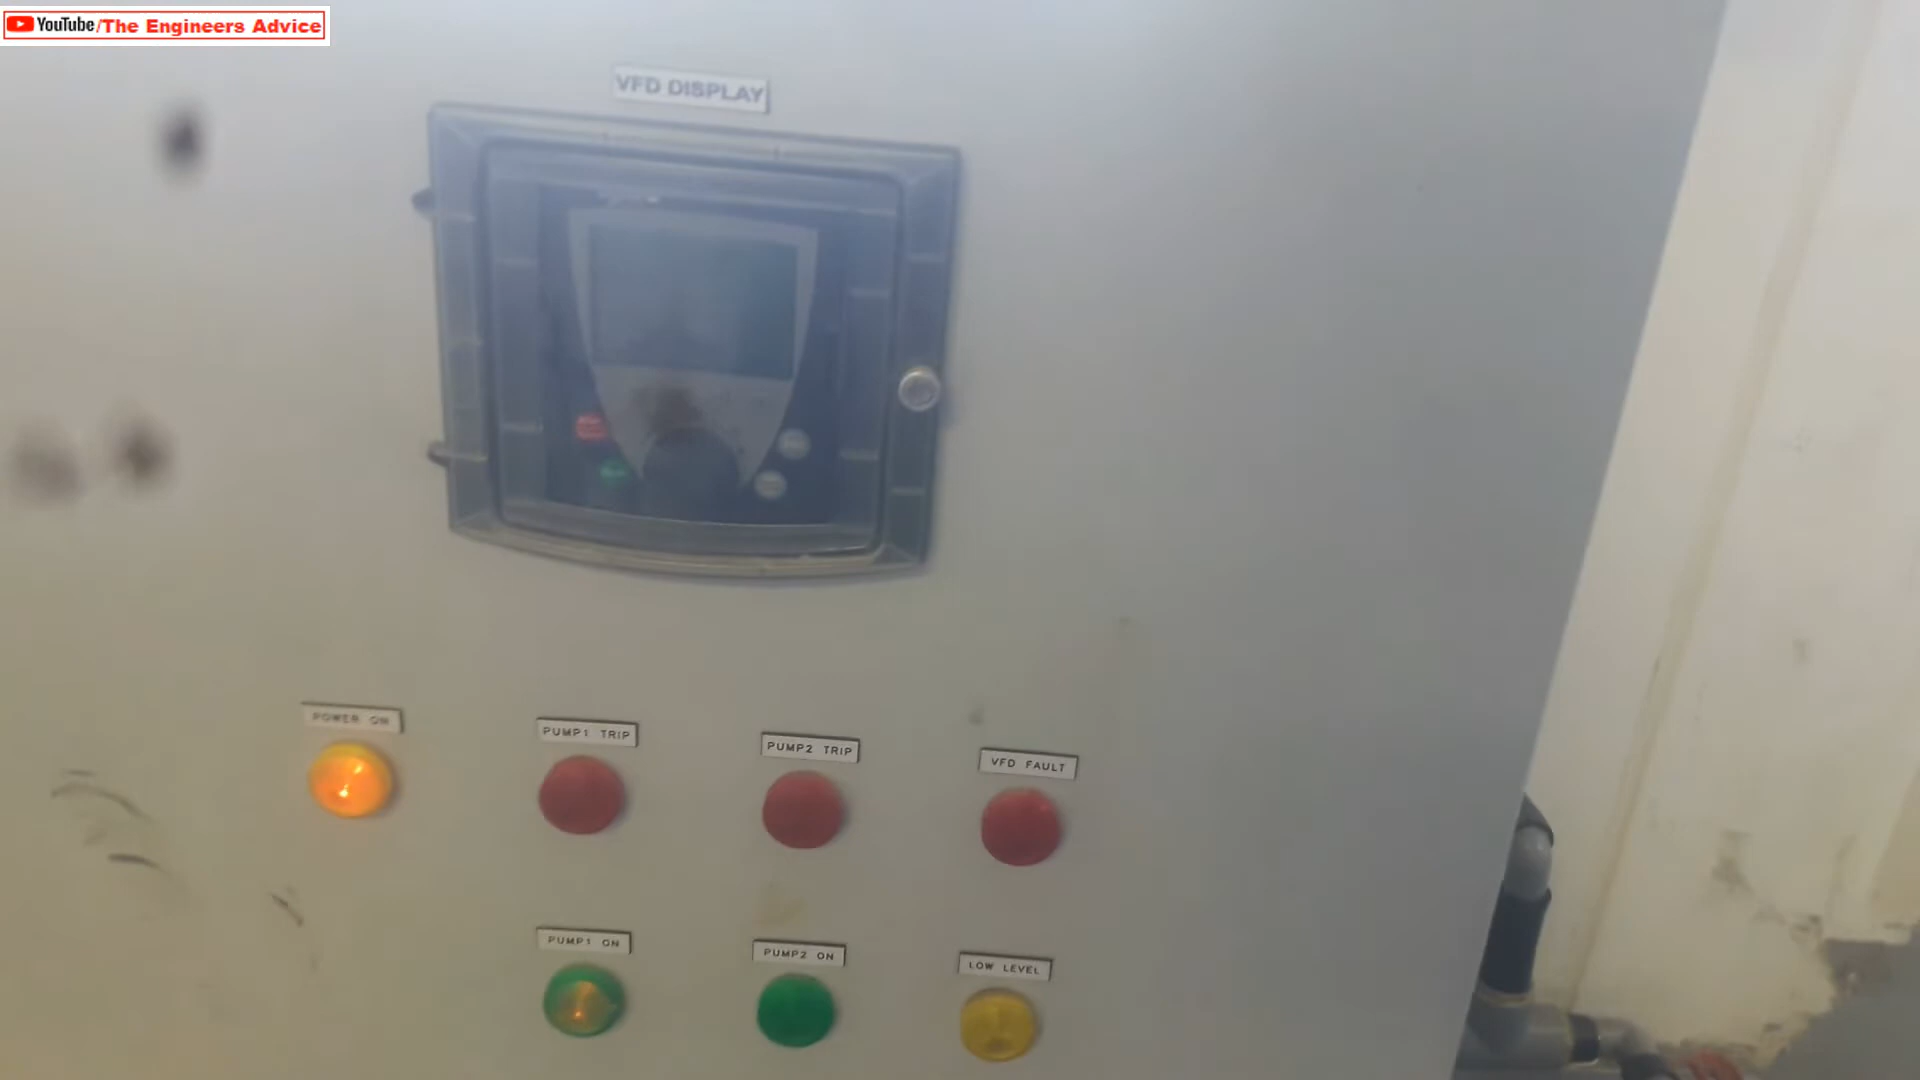 YouTube/The Engineers Advice
VFD DISPLAY
POWER ON
PUMP1 TRIP
PUMP2 TRIP
VFD FAULT
PUMP1 ON
PUMP2 ON
LOW LEVEL